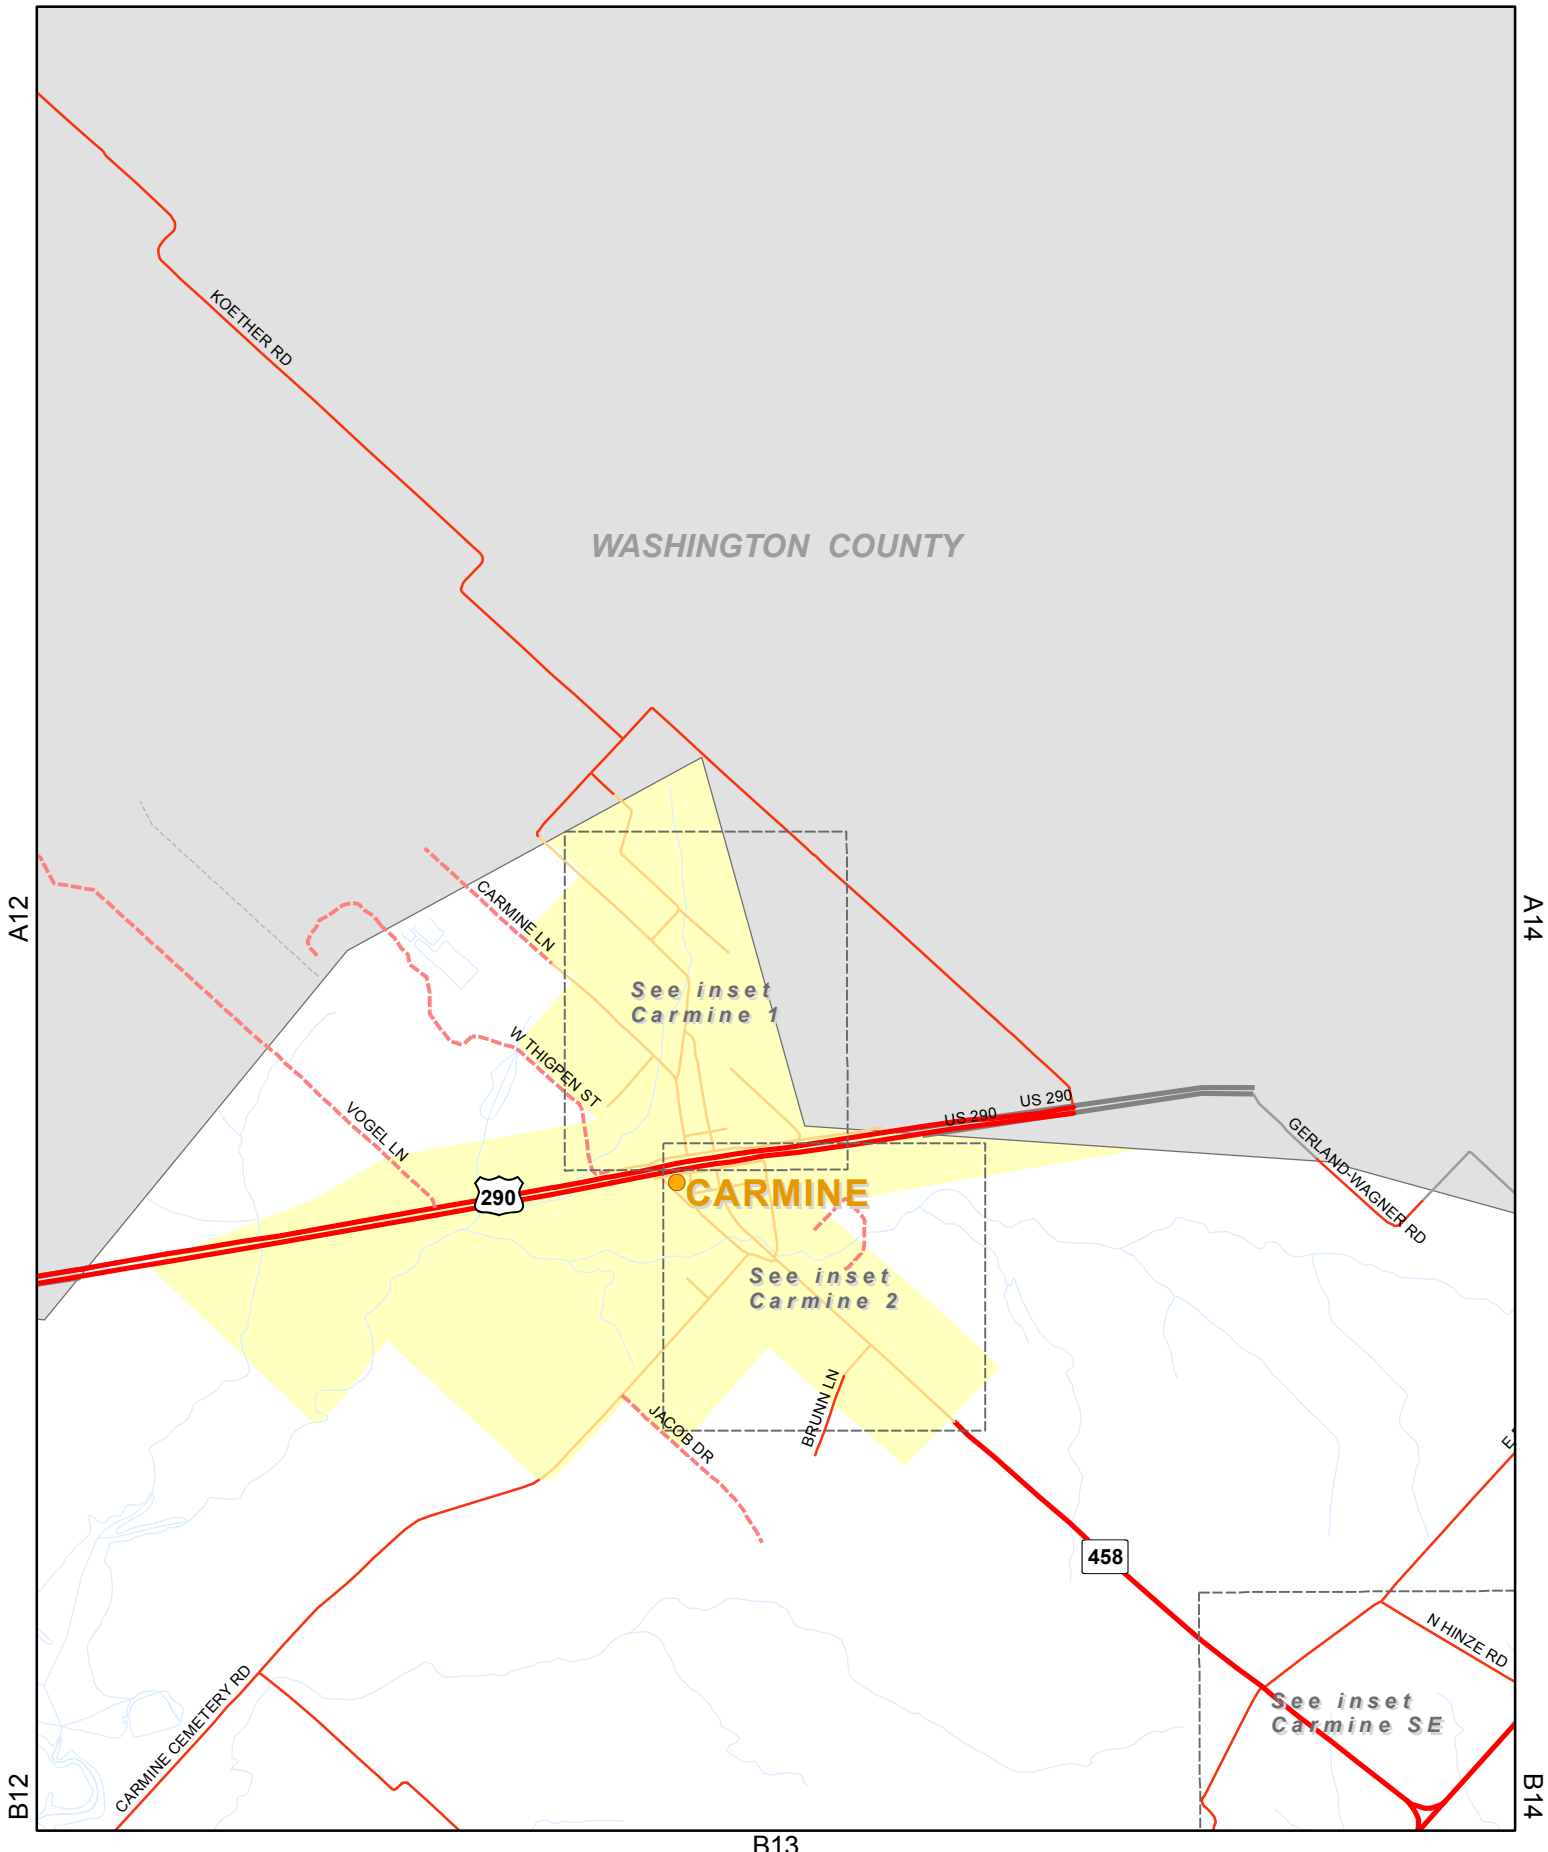 KOETHER RD
WASHINGTON COUNTY
A12
A14
CARMINE LN
See inset
Carmine 1
W THIGPEN ST
US 290
US 290
VOGEL LN
GERLAND-WAGNER RD
290
CARMINE
See inset
Carmine 2
BRUNN LN
JACOB DR
458
N HINZE RD
CARMINE CEMETERY RD
See inset
Carmine SE
B12
B14
B13